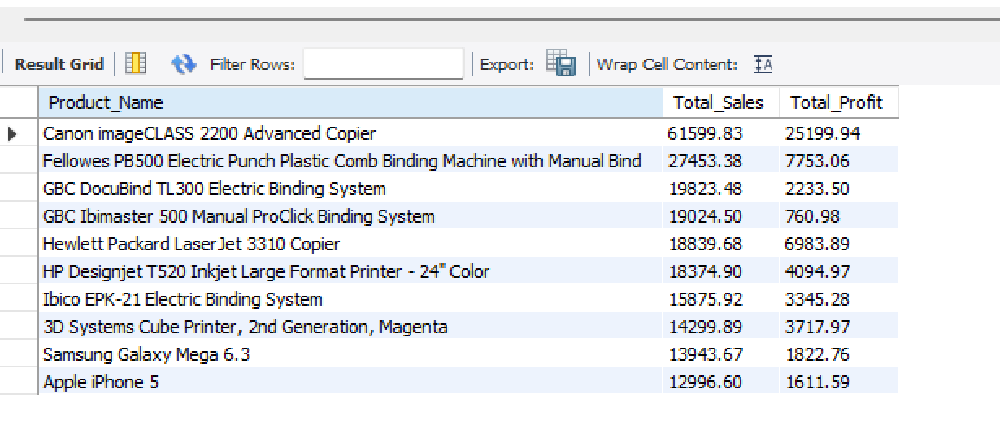 Result Grid Filter Rows: Export: Wrap Cell Content: A
Product_Name Total_Sales Total_Profit
Canon imageCLASS 2200 Advanced Copier 61599.83 25199.94
Fellowes PB500 Electric Punch Plastic Comb Binding Machine with Manual Bind 27453.38 7753.06
GBC DocuBind TL300 Electric Binding System 19823.48 2233.50
GBC Ibimaster 500 Manual ProClick Binding System 19024.50 760.98
Hewlett Packard LaserJet 3310 Copier 18839.68 6983.89
HP Designjet T520 Inkjet Large Format Printer - 24" Color 18374.90 4094.97
Ibico EPK-21 Electric Binding System 15875.92 3345.28
3D Systems Cube Printer, 2nd Generation, Magenta 14299.89 3717.97
Samsung Galaxy Mega 6.3 13943.67 1822.76
Apple iPhone 5 12996.60 1611.59